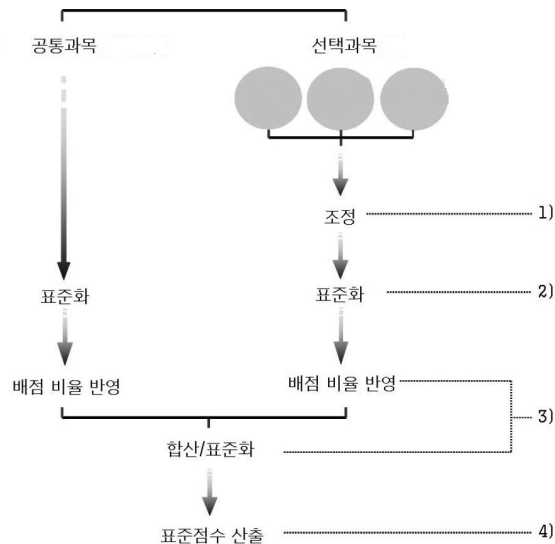 공통과목 선택과목
조정 1)
표준화 표준화 2)
배점 비율 반영 배점 비율 반영
3)
합산/표준화
표준점수 산출 4)